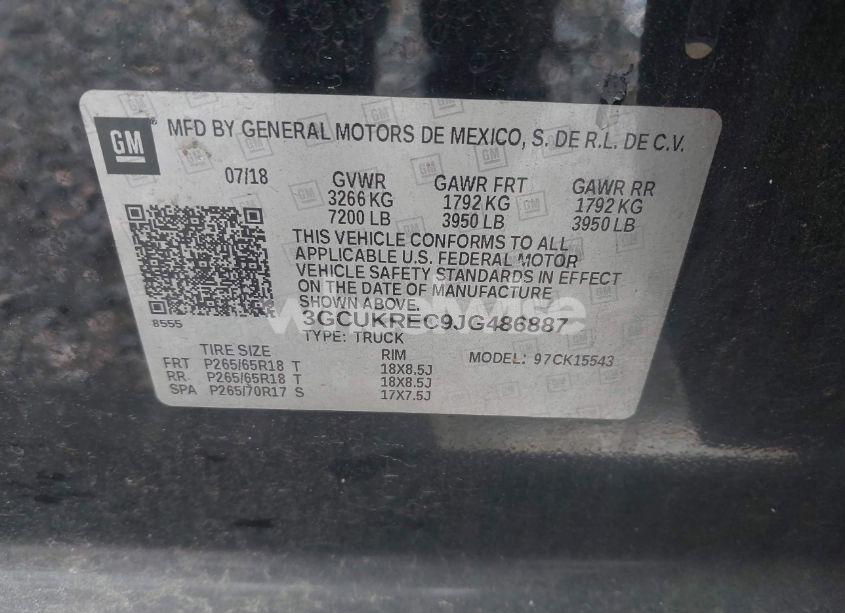 GM MFD BY GENERAL MOTORS DE MEXICO, S. DE R.L. DE C.V.
07/18 GVWR GAWR FRT GAWR RR
3266 KG 1792 KG 1792 KG
7200 LB 3950 LB 3950 LB
THIS VEHICLE CONFORMS TO ALL
APPLICABLE U.S. FEDERAL MOTOR
VEHICLE SAFETY STANDARDS IN EFFECT
ON THE DATE OF MANUFACTURE
SHOWN ABOVE.
8555 3GCUKREC9JG486887
TYPE: TRUCK
TIRE SIZE RIM MODEL: 97CK15543
FRT P265/65R18 T 18X8.5J
RR P265/65R18 T 18X8.5J
SPA P265/70R17 S 17X7.5J